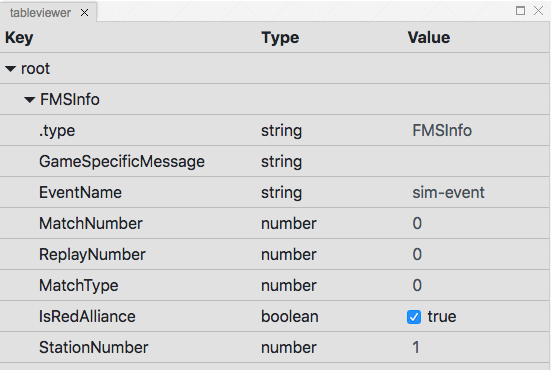 tableviewer
Key Type Value
root
FMSInfo
.type string FMSInfo
GameSpecificMessage string
EventName string sim-event
MatchNumber number 0
ReplayNumber number 0
MatchType number 0
IsRedAlliance boolean true
StationNumber number 1